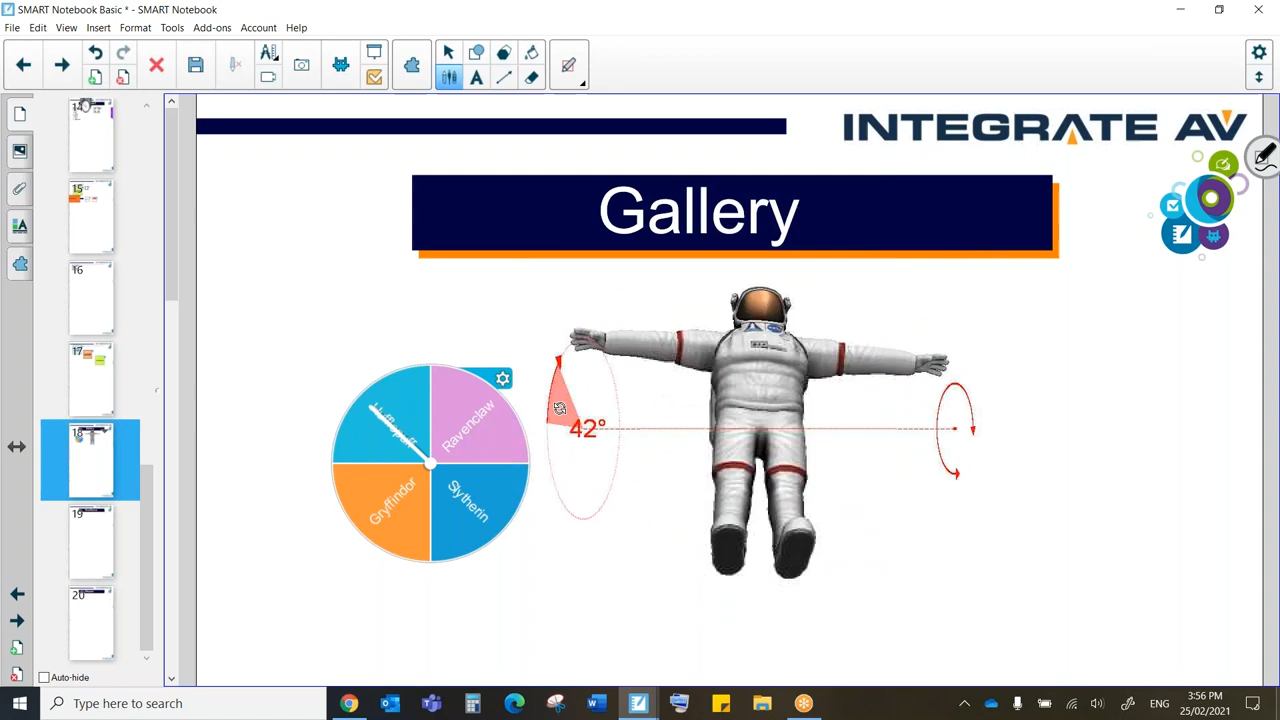 SMART Notebook Basic * - SMART Notebook
File Edit View Insert Format Tools Add-ons Account Help
INTEGRATE AV
Gallery
14
15
16
17
18
19
20
Ravenclaw
Gryffindor
Slytherin
42°
Auto-hide
Type here to search
ENG
3:56 PM
25/02/2021